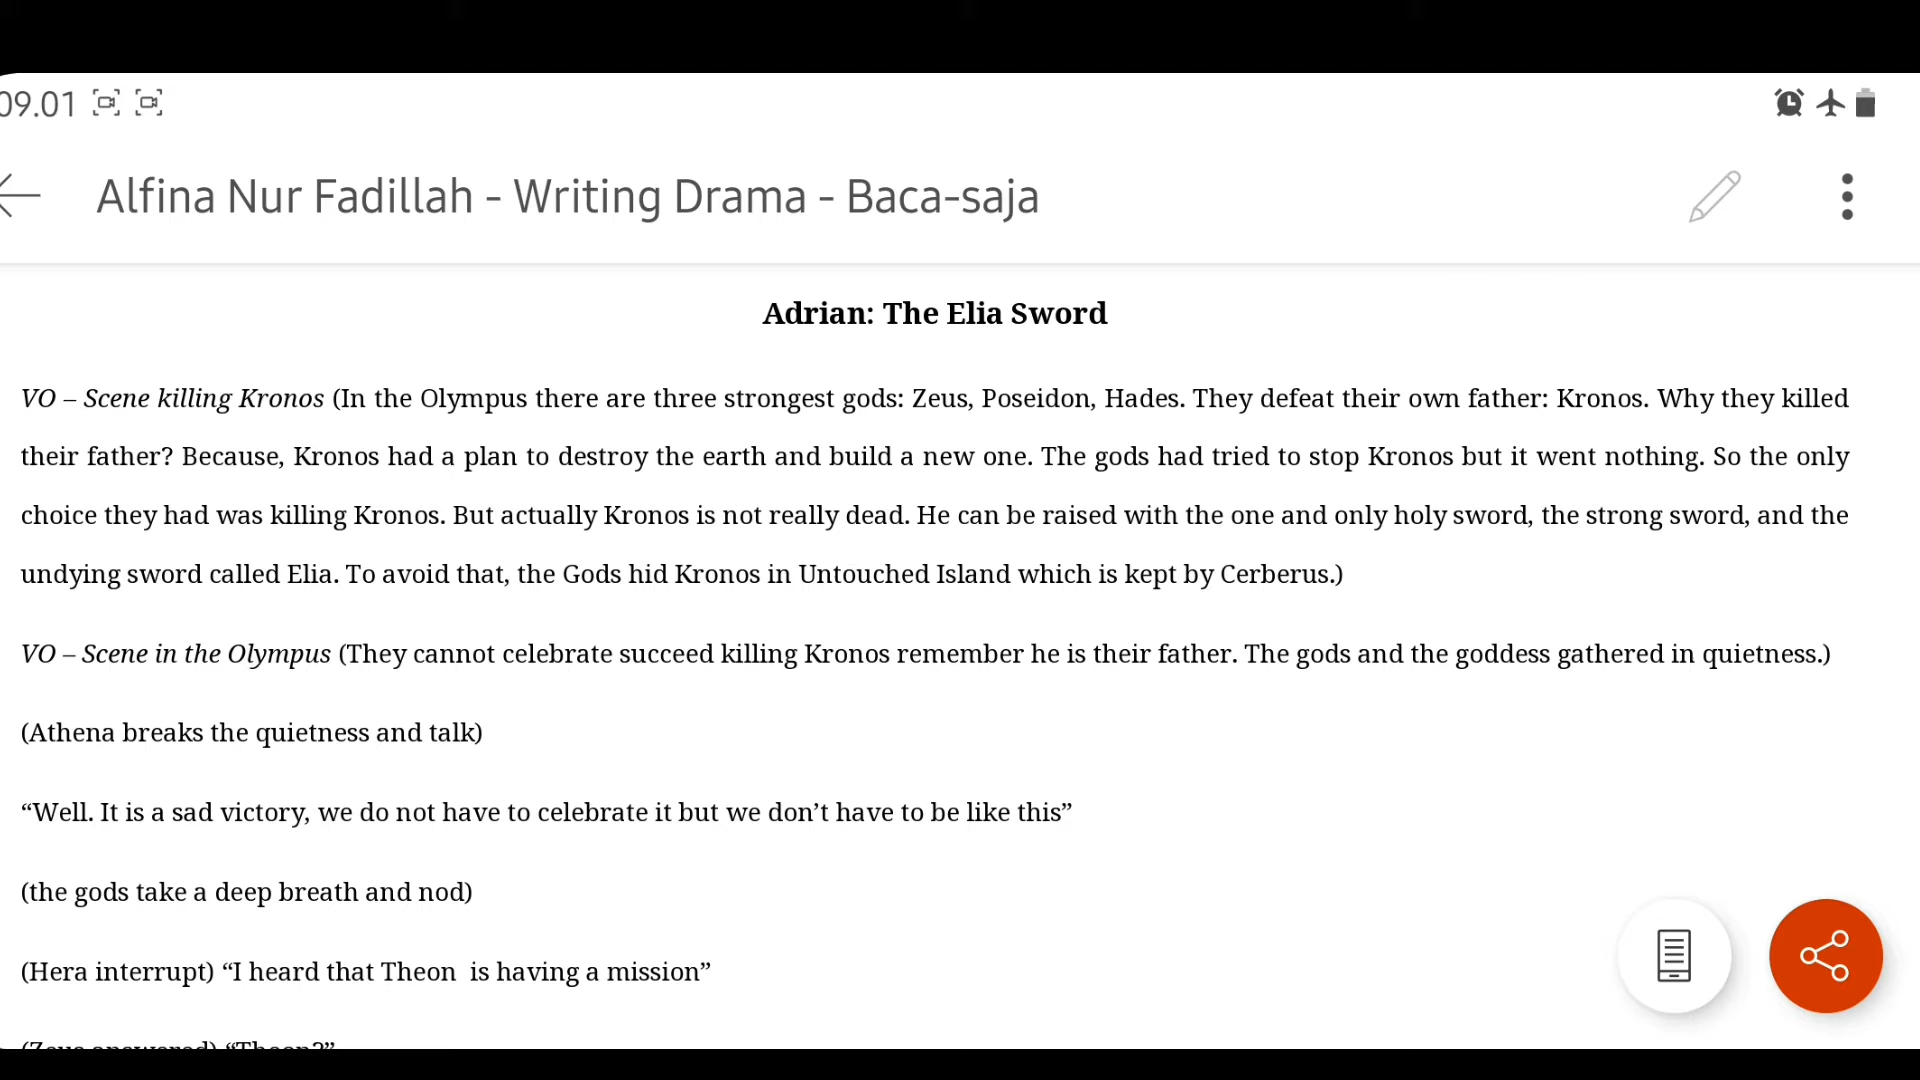 09.01
Alfina Nur Fadillah - Writing Drama - Baca-saja
Adrian: The Elia Sword
VO – Scene killing Kronos (In the Olympus there are three strongest gods: Zeus, Poseidon, Hades. They defeat their own father: Kronos. Why they killed
their father? Because, Kronos had a plan to destroy the earth and build a new one. The gods had tried to stop Kronos but it went nothing. So the only
choice they had was killing Kronos. But actually Kronos is not really dead. He can be raised with the one and only holy sword, the strong sword, and the
undying sword called Elia. To avoid that, the Gods hid Kronos in Untouched Island which is kept by Cerberus.)
VO – Scene in the Olympus (They cannot celebrate succeed killing Kronos remember he is their father. The gods and the goddess gathered in quietness.)
(Athena breaks the quietness and talk)
“Well. It is a sad victory, we do not have to celebrate it but we don’t have to be like this”
(the gods take a deep breath and nod)
(Hera interrupt) “I heard that Theon  is having a mission”
(Zeus answered) “Theon?”